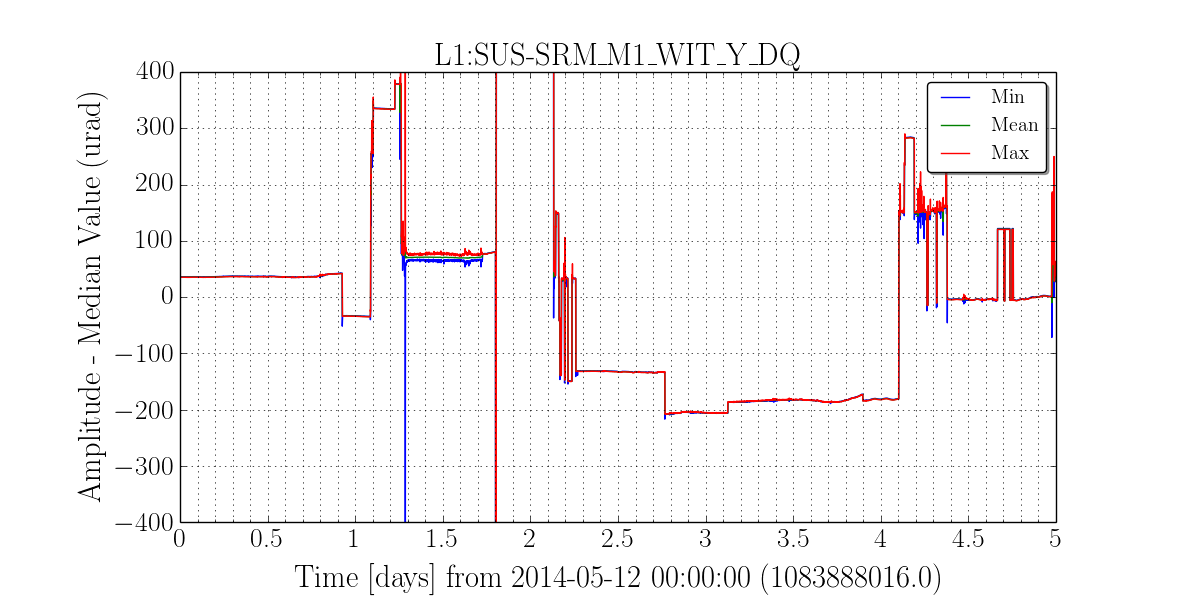 L1:SUS-SRM_M1_WIT_Y_DQ
Amplitude - Median Value (urad)
400
300
200
100
0
−100
−200
−300
−400
Min
Mean
Max
0 0.5 1 1.5 2 2.5 3 3.5 4 4.5 5
Time [days] from 2014-05-12 00:00:00 (1083888016.0)